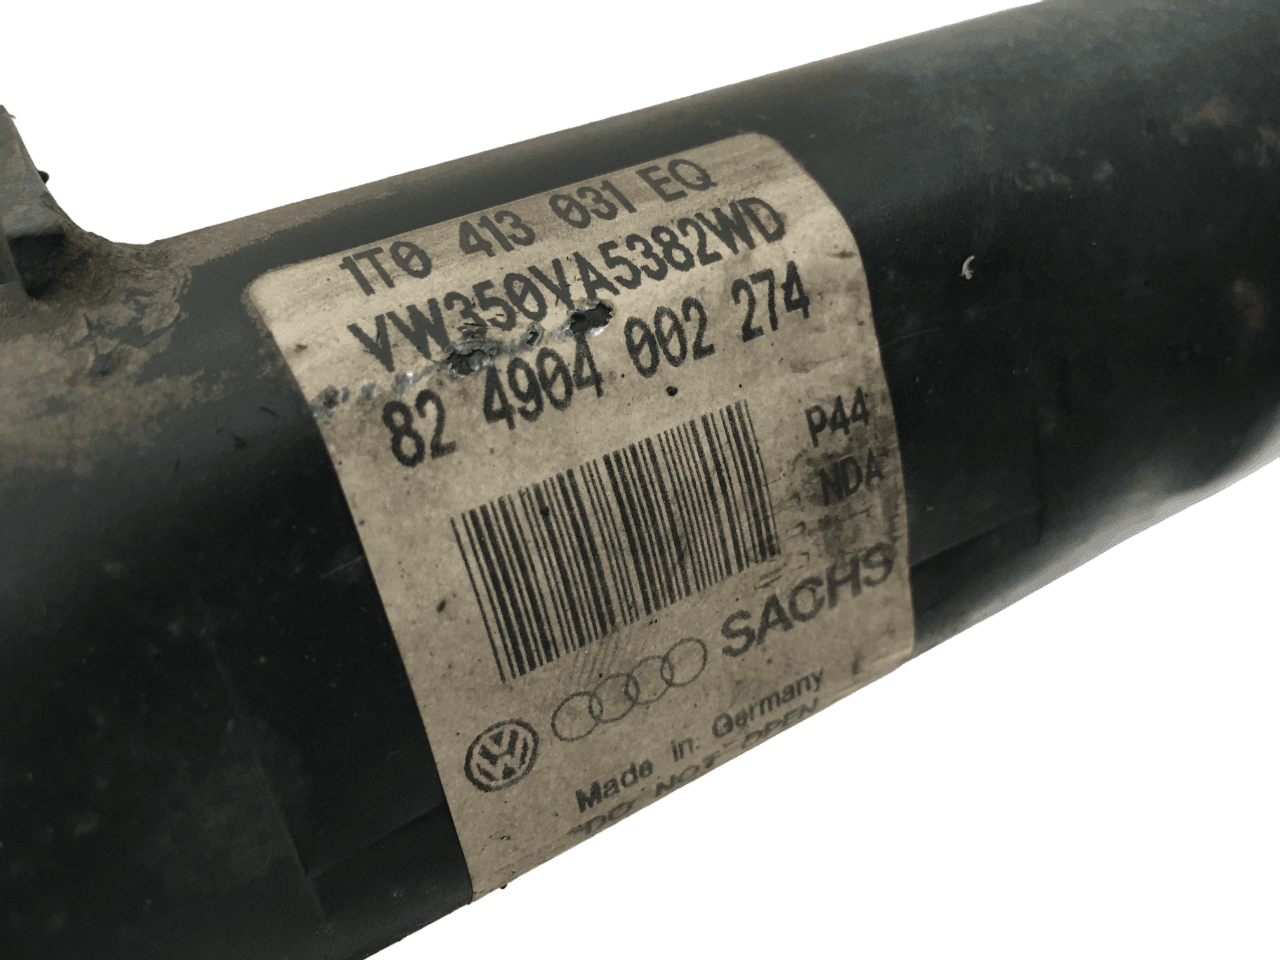 1T0 413 031 EQ
VW350VA5382WD
82 4904 002 274
P44
NDA
SACHS
Made in Germany
DO NOT OPEN